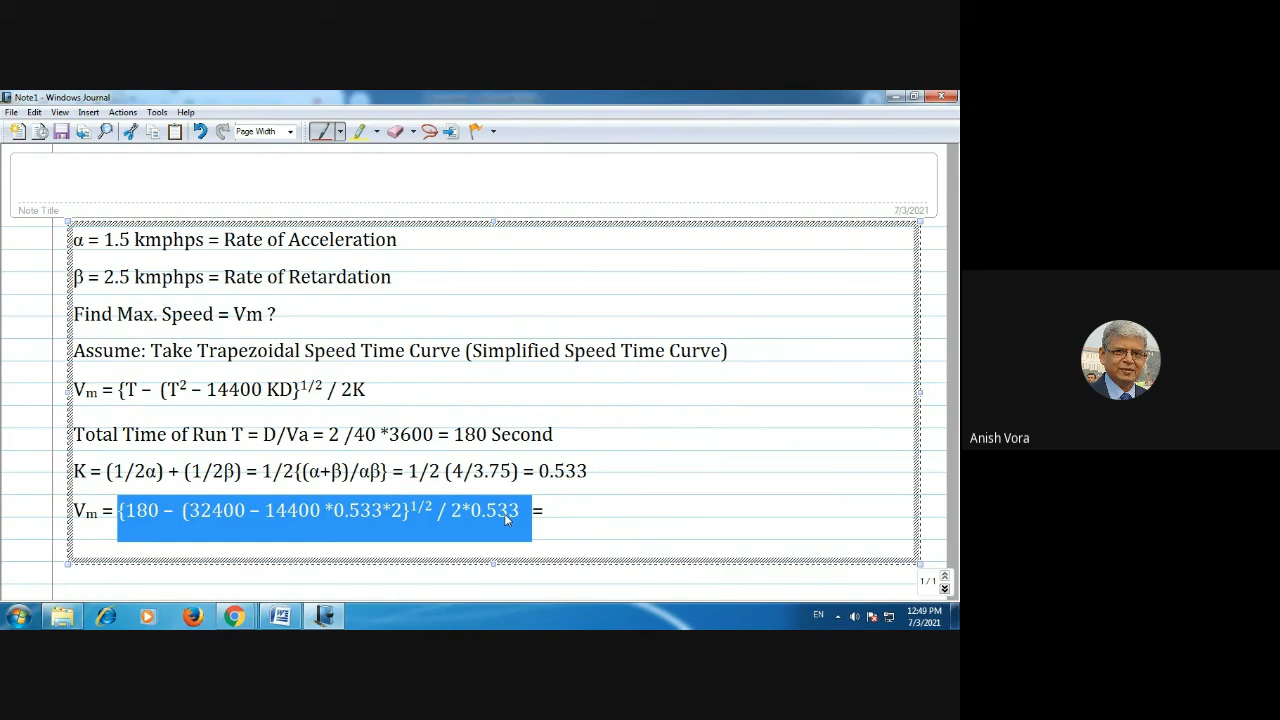 Note1 - Windows Journal
File Edit View Insert Actions Tools Help
Page Width
Note Title 7/3/2021
α = 1.5 kmphps = Rate of Acceleration
β = 2.5 kmphps = Rate of Retardation
Find Max. Speed = Vm ?
Assume: Take Trapezoidal Speed Time Curve (Simplified Speed Time Curve)
Vm = {T – (T² – 14400 KD}^1/2 / 2K
Total Time of Run T = D/Va = 2 /40 *3600 = 180 Second
K = (1/2α) + (1/2β) = 1/2{(α+β)/αβ} = 1/2 (4/3.75) = 0.533
Vm = {180 – (32400 – 14400 *0.533*2}^1/2 / 2*0.533 =
1 / 1
EN 12:49 PM
7/3/2021
Anish Vora